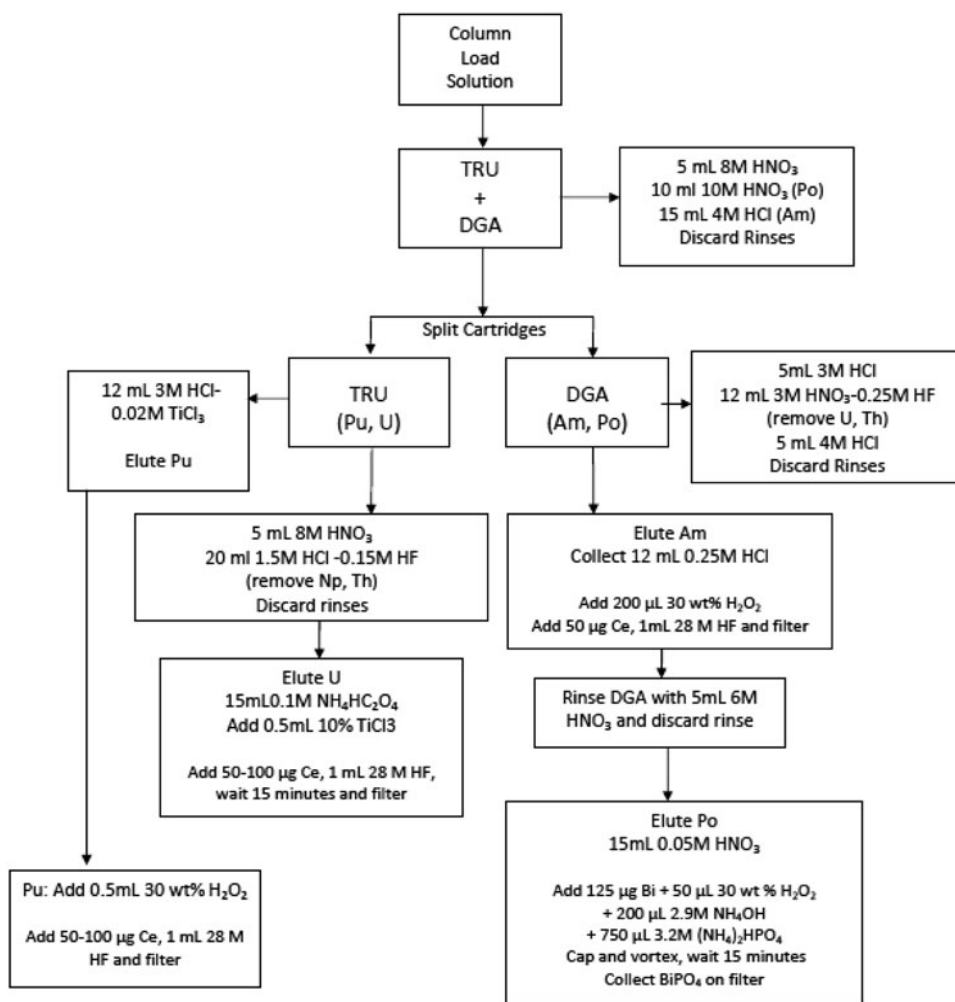 Column
Load
Solution
TRU
+
DGA
5 mL 8M HNO₃
10 ml 10M HNO₃ (Po)
15 mL 4M HCl (Am)
Discard Rinses
Split Cartridges
12 mL 3M HCl-
0.02M TiCl₃
Elute Pu
TRU
(Pu, U)
DGA
(Am, Po)
5mL 3M HCl
12 mL 3M HNO₃-0.25M HF
(remove U, Th)
5 mL 4M HCl
Discard Rinses
5 mL 8M HNO₃
20 ml 1.5M HCl -0.15M HF
(remove Np, Th)
Discard rinses
Elute Am
Collect 12 mL 0.25M HCl
Add 200 µL 30 wt% H₂O₂
Add 50 µg Ce, 1mL 28 M HF and filter
Elute U
15mL0.1M NH₄HC₂O₄
Add 0.5mL 10% TiCl3
Add 50-100 µg Ce, 1 mL 28 M HF,
wait 15 minutes and filter
Rinse DGA with 5mL 6M
HNO₃ and discard rinse
Elute Po
15mL 0.05M HNO₃
Add 125 µg Bi + 50 µL 30 wt % H₂O₂
+ 200 µL 2.9M NH₄OH
+ 750 µL 3.2M (NH₄)₂HPO₄
Cap and vortex, wait 15 minutes
Collect BiPO₄ on filter
Pu: Add 0.5mL 30 wt% H₂O₂
Add 50-100 µg Ce, 1 mL 28 M
HF and filter